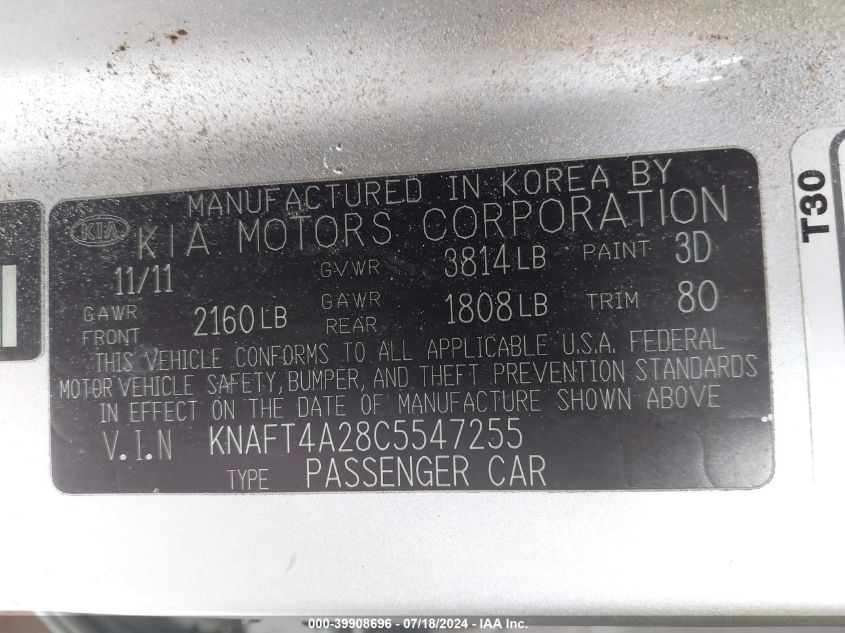 MANUFACTURED IN KOREA BY
KIA KIA MOTORS CORPORATION
11/11 GVWR 3814LB PAINT 3D
GAWR FRONT 2160LB GAWR REAR 1808LB TRIM 80
THIS VEHICLE CONFORMS TO ALL APPLICABLE U.S.A. FEDERAL
MOTOR VEHICLE SAFETY, BUMPER, AND THEFT PREVENTION STANDARDS
IN EFFECT ON THE DATE OF MANUFACTURE SHOWN ABOVE
V.I.N KNAFT4A28C5547255
TYPE PASSENGER CAR
T30
000-39908696 - 07/18/2024 - IAA Inc.